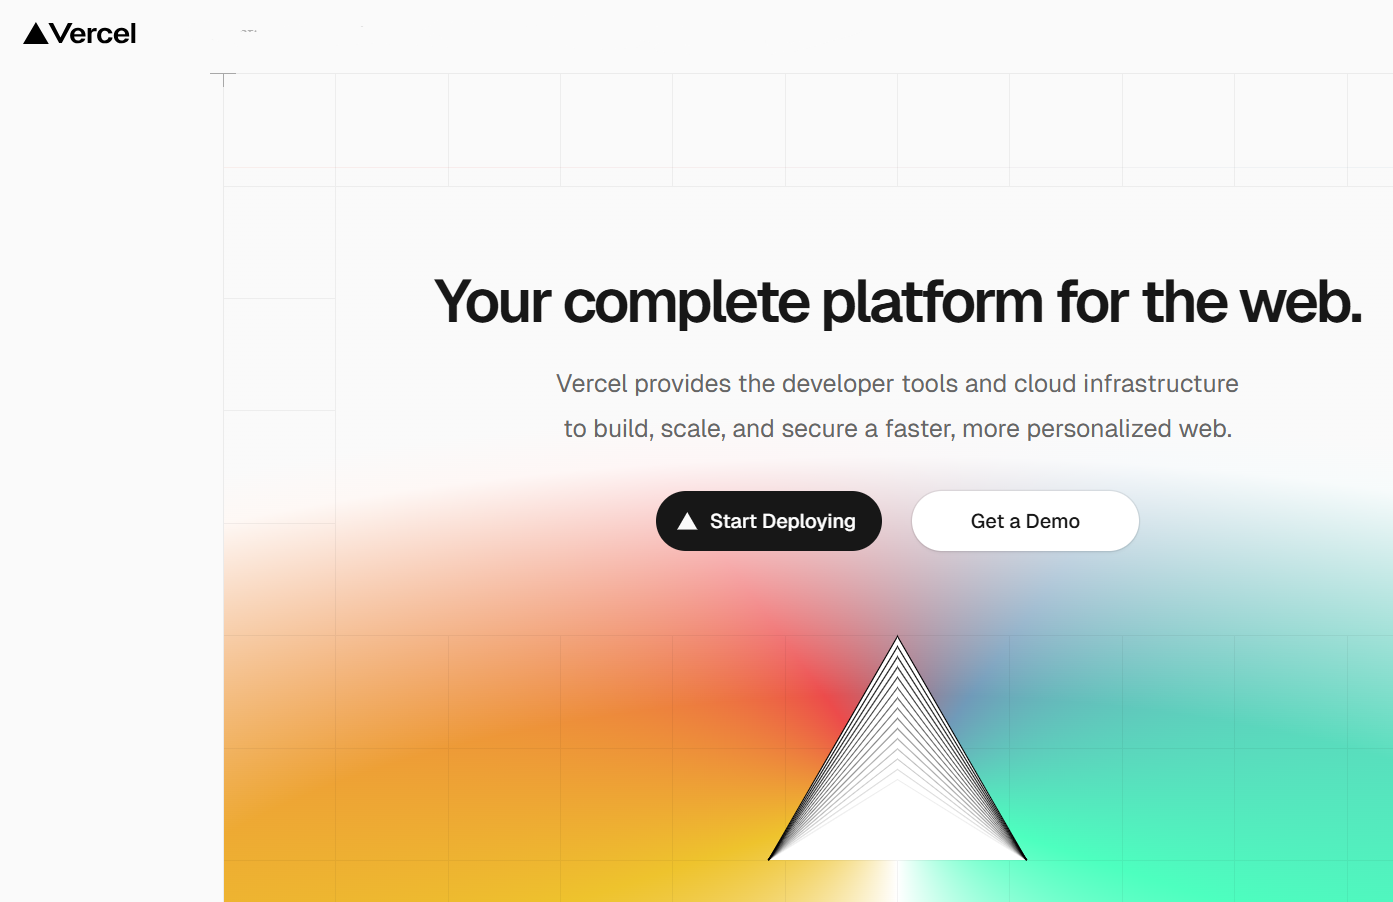 Vercel
Your complete platform for the web.
Vercel provides the developer tools and cloud infrastructure
to build, scale, and secure a faster, more personalized web.
Start Deploying
Get a Demo